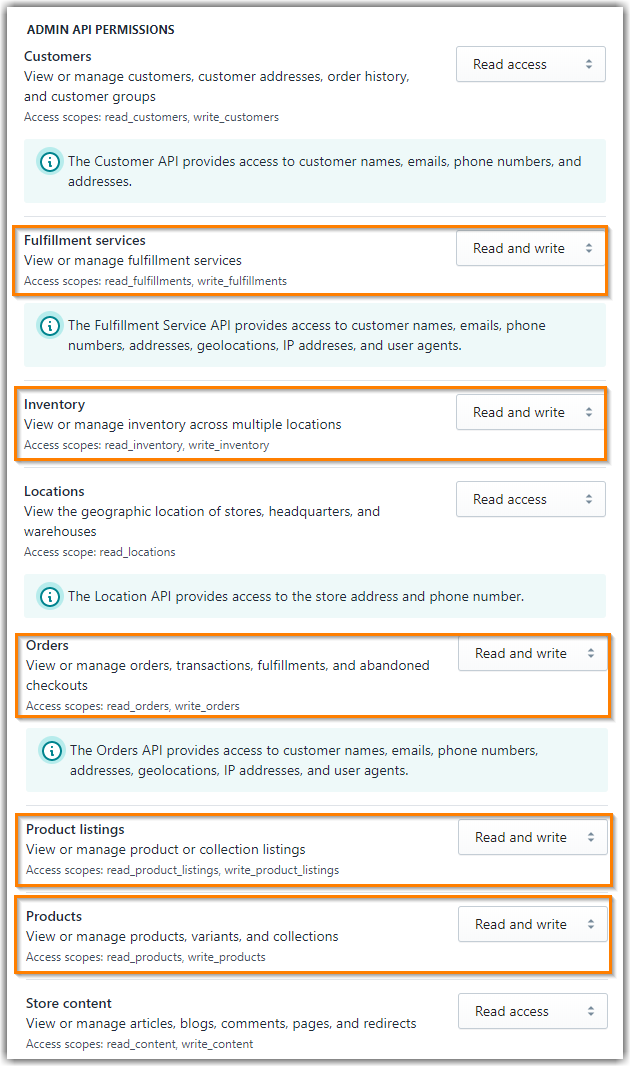 ADMIN API PERMISSIONS
Customers
Read access
View or manage customers, customer addresses, order history,
and customer groups
Access scopes: read_customers, write_customers
The Customer API provides access to customer names, emails, phone numbers, and
addresses.
Fulfillment services
Read and write
View or manage fulfillment services
Access scopes: read_fulfillments, write_fulfillments
The Fulfillment Service API provides access to customer names, emails, phone
numbers, addresses, geolocations, IP addreses, and user agents.
Inventory
Read and write
View or manage inventory across multiple locations
Access scopes: read_inventory, write_inventory
Locations
Read access
View the geographic location of stores, headquarters, and
warehouses
Access scope: read_locations
The Location API provides access to the store address and phone number.
Orders
Read and write
View or manage orders, transactions, fulfillments, and abandoned
checkouts
Access scopes: read_orders, write_orders
The Orders API provides access to customer names, emails, phone numbers,
addresses, geolocations, IP addresses, and user agents.
Product listings
Read and write
View or manage product or collection listings
Access scopes: read_product_listings, write_product_listings
Products
Read and write
View or manage products, variants, and collections
Access scopes: read_products, write_products
Store content
Read access
View or manage articles, blogs, comments, pages, and redirects
Access scopes: read_content, write_content